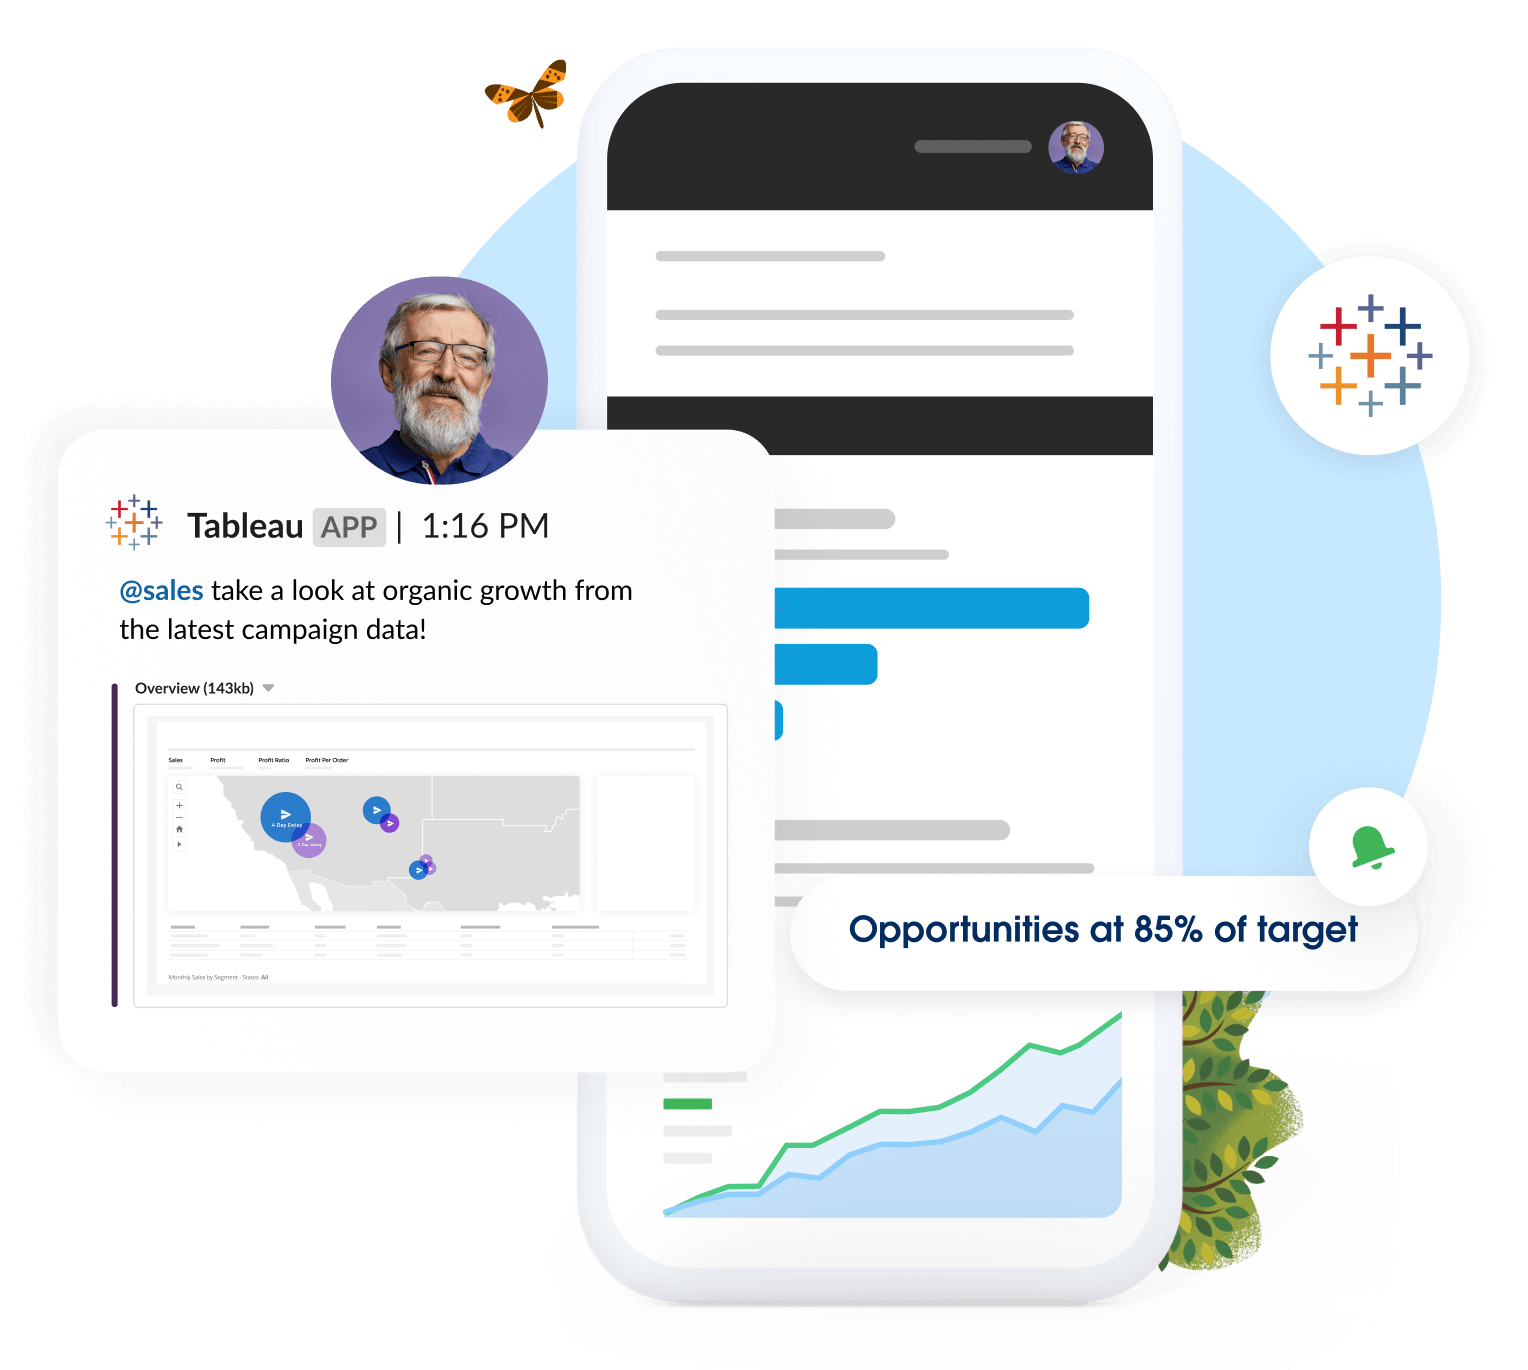 Tableau APP | 1:16 PM
@sales take a look at organic growth from
the latest campaign data!
Overview (143kb)
Sales Profit Profit Ratio Profit Per Order
4-Day Delay
2 Day delay
Monthly Sales by Segment - States: All
Opportunities at 85% of target